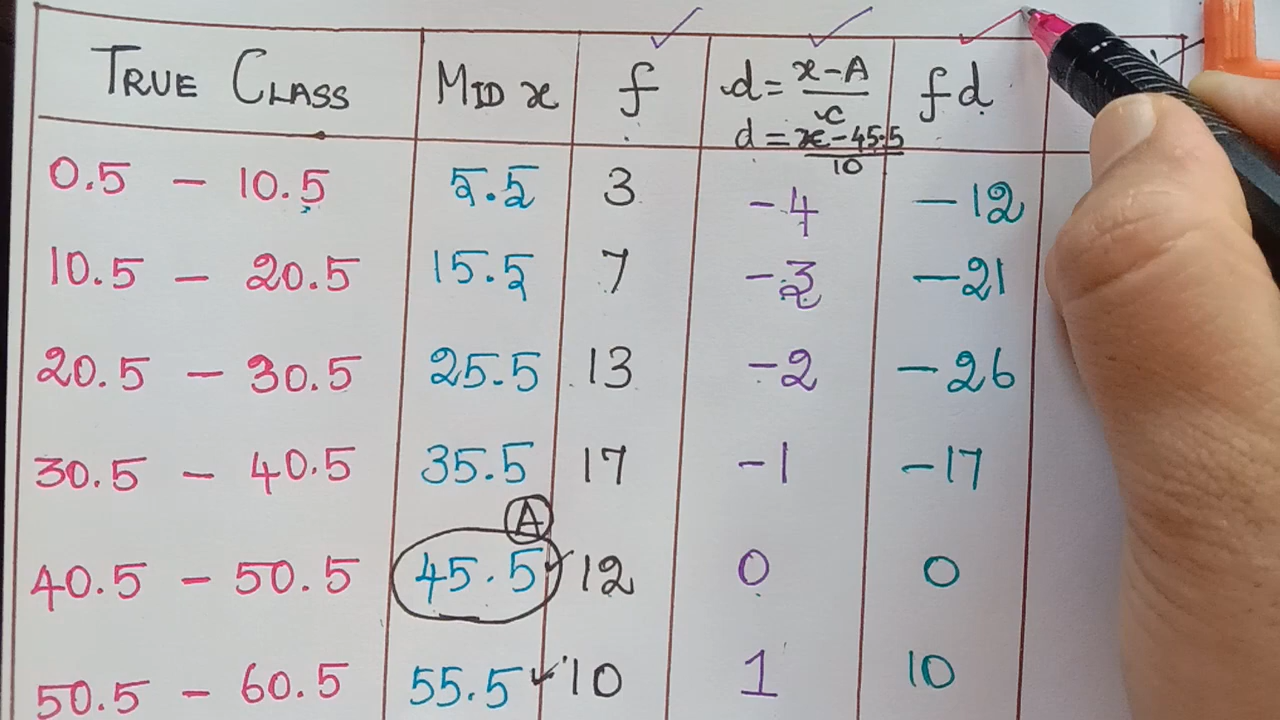 TRUE CLASS MID x f d = x - A / c fd
d = x - 45.5 / 10
0.5 - 10.5 5.5 3 -4 -12
10.5 - 20.5 15.5 7 -3 -21
20.5 - 30.5 25.5 13 -2 -26
30.5 - 40.5 35.5 17 -1 -17
A
40.5 - 50.5 45.5 12 0 0
50.5 - 60.5 55.5 10 1 10